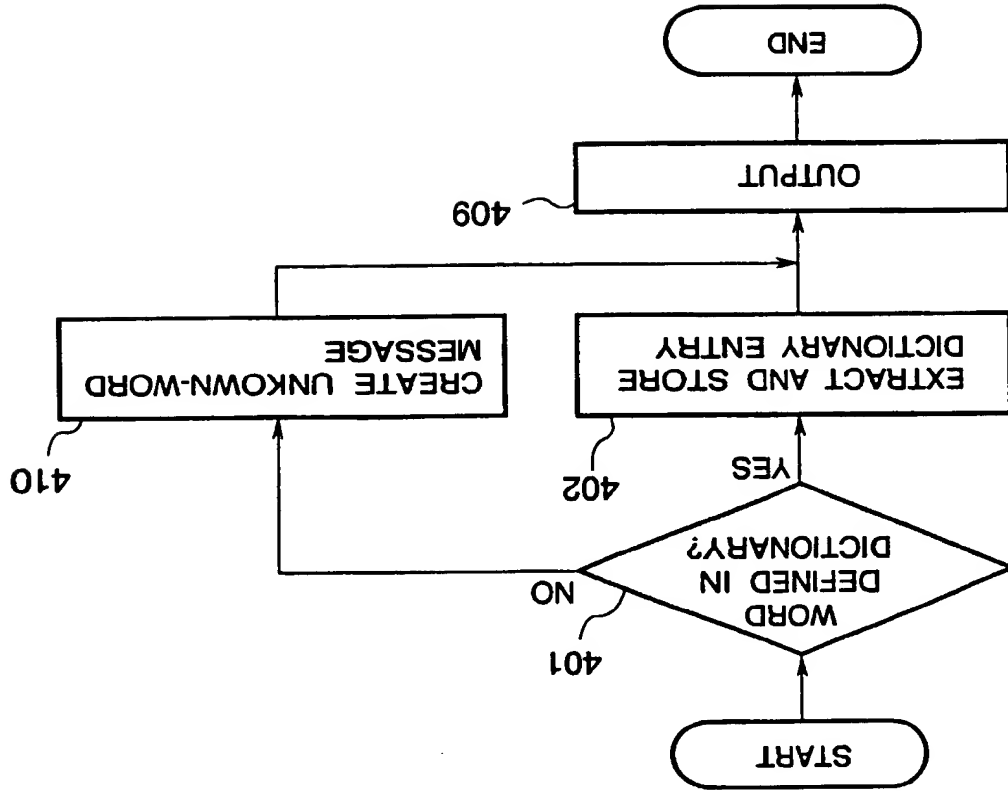 START
401
WORD
DEFINED IN
DICTIONARY?
NO
YES
402
EXTRACT AND STORE
DICTIONARY ENTRY
410
CREATE UNKOWN-WORD
MESSAGE
409
OUTPUT
END